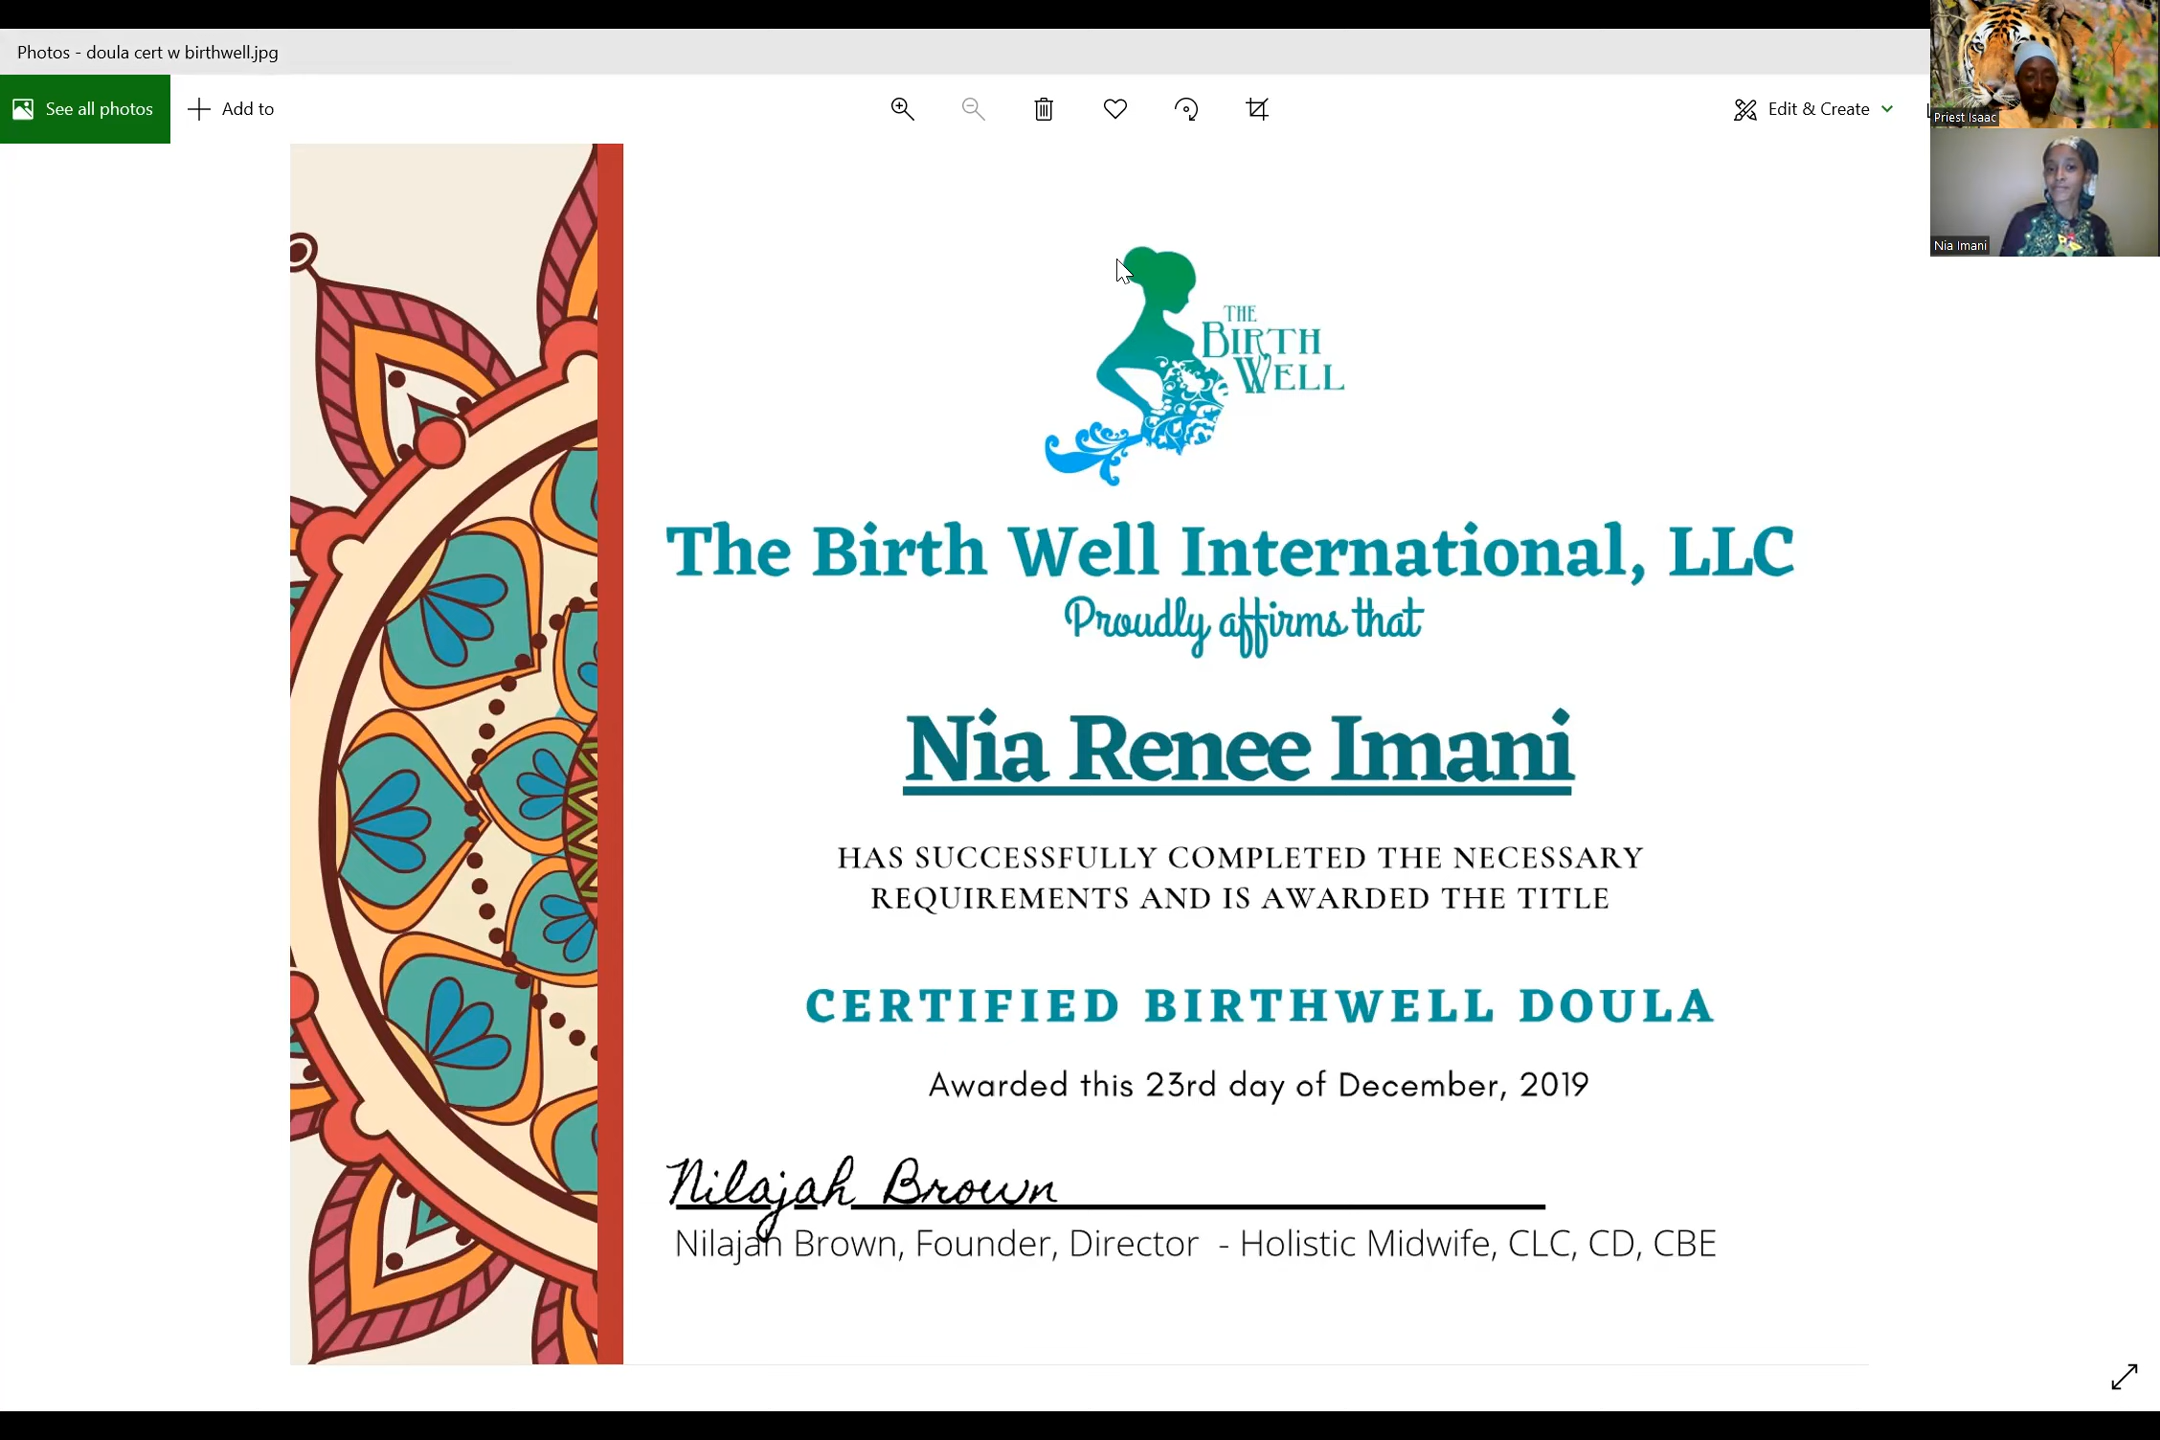 Photos - doula cert w birthwell.jpg
See all photos
Add to
Edit & Create
Priest Isaac
Nia Imani
THE
BIRTH
WELL
The Birth Well International, LLC
Proudly affirms that
Nia Renee Imani
HAS SUCCESSFULLY COMPLETED THE NECESSARY
REQUIREMENTS AND IS AWARDED THE TITLE
CERTIFIED BIRTHWELL DOULA
Awarded this 23rd day of December, 2019
Nilajah Brown
Nilajah Brown, Founder, Director - Holistic Midwife, CLC, CD, CBE